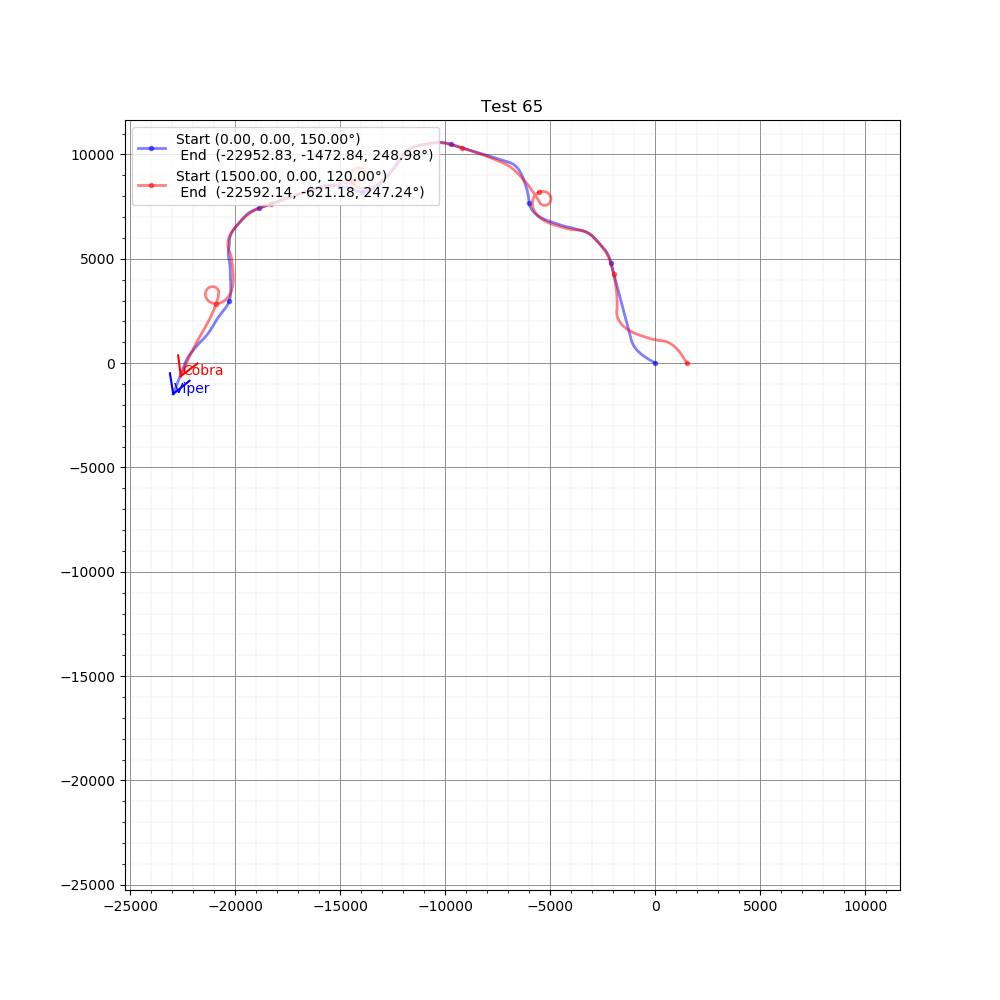 Test 65
Start (0.00, 0.00, 150.00°)
End (-22952.83, -1472.84, 248.98°)
Start (1500.00, 0.00, 120.00°)
End (-22592.14, -621.18, 247.24°)
10000
5000
0
−5000
−10000
−15000
−20000
−25000
Cobra
Viper
−25000 −20000 −15000 −10000 −5000 0 5000 10000